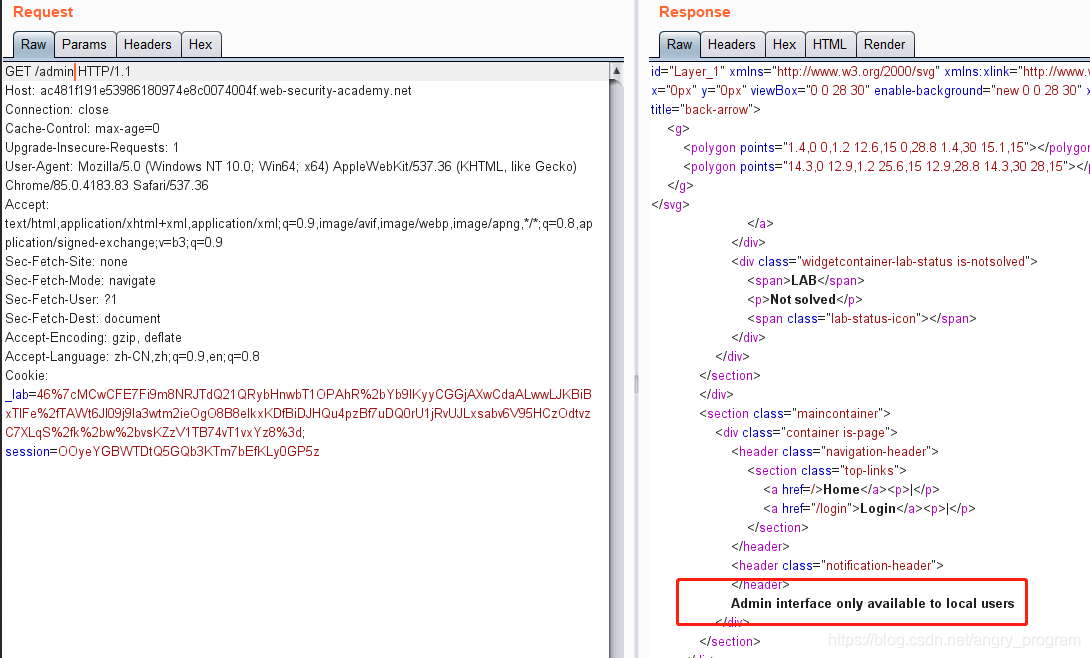 Request
Raw Params Headers Hex
GET /admin HTTP/1.1
Host: ac481f191e53986180974e8c0074004f.web-security-academy.net
Connection: close
Cache-Control: max-age=0
Upgrade-Insecure-Requests: 1
User-Agent: Mozilla/5.0 (Windows NT 10.0; Win64; x64) AppleWebKit/537.36 (KHTML, like Gecko)
Chrome/85.0.4183.83 Safari/537.36
Accept:
text/html,application/xhtml+xml,application/xml;q=0.9,image/avif,image/webp,image/apng,*/*;q=0.8,ap
plication/signed-exchange;v=b3;q=0.9
Sec-Fetch-Site: none
Sec-Fetch-Mode: navigate
Sec-Fetch-User: ?1
Sec-Fetch-Dest: document
Accept-Encoding: gzip, deflate
Accept-Language: zh-CN,zh;q=0.9,en;q=0.8
Cookie:
_lab=46%7cMCwCFE7Fi9m8NRJTdQ21QRybHnwbT1OPAhR%2bYb9IKyyCGGjAXwCdaALwwLJKBiB
xTlFe%2fTAWt6Jl09j9Ia3wtm2ieOgO8B8eIkxKDfBiDJHQu4pzBf7uDQ0rU1jRvUJLxsabv6V95HCzOdtvz
C7XLqS%2fk%2bw%2bvsKZzV1TB74vT1vxYz8%3d;
session=OOyeYGBWTDtQ5GQb3KTm7bEfKLy0GP5z
Response
Raw Headers Hex HTML Render
id="Layer_1" xmlns="http://www.w3.org/2000/svg" xmlns:xlink="http://www.
x="0px" y="0px" viewBox="0 0 28 30" enable-background="new 0 0 28 30"
title="back-arrow">
<g>
<polygon points="1.4,0 0,1.2 12.6,15 0,28.8 1.4,30 15.1,15"></polygon
<polygon points="14.3,0 12.9,1.2 25.6,15 12.9,28.8 14.3,30 28,15"></p
</g>
</svg>
</a>
</div>
<div class="widgetcontainer-lab-status is-notsolved">
<span>LAB</span>
<p>Not solved</p>
<span class="lab-status-icon"></span>
</div>
</div>
</section>
</div>
<section class="maincontainer">
<div class="container is-page">
<header class="navigation-header">
<section class="top-links">
<a href=/>Home</a><p>|</p>
<a href="/login">Login</a><p>|</p>
</section>
</header>
<header class="notification-header">
</header>
Admin interface only available to local users
</div>
</section>
https://blog.csdn.net/angry_program